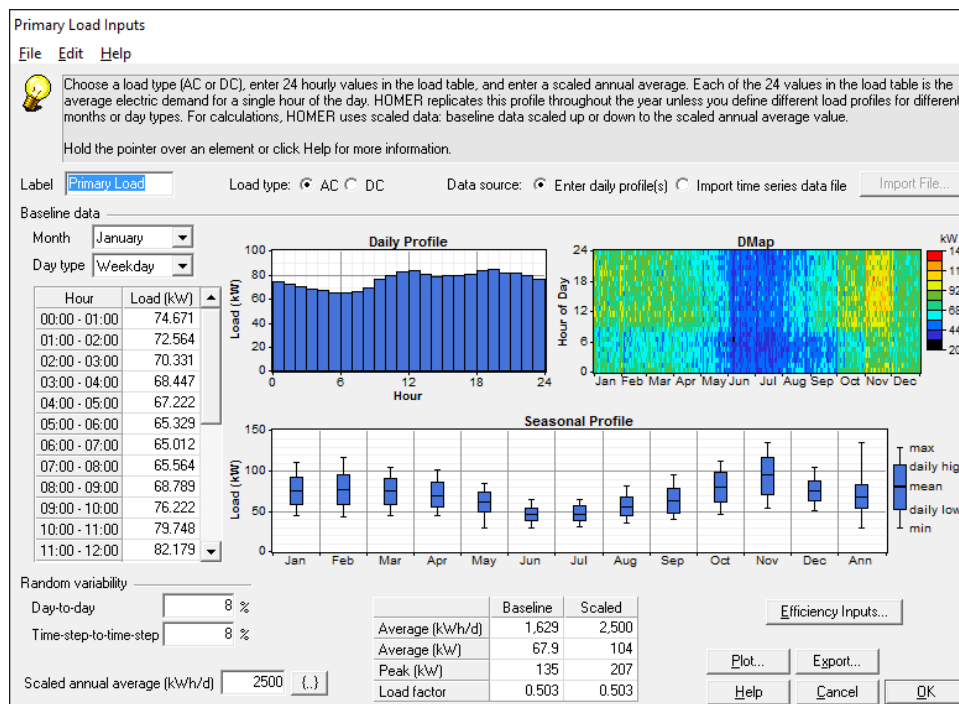 Primary Load Inputs
File Edit Help
Choose a load type (AC or DC), enter 24 hourly values in the load table, and enter a scaled annual average. Each of the 24 values in the load table is the
average electric demand for a single hour of the day. HOMER replicates this profile throughout the year unless you define different load profiles for different
months or day types. For calculations, HOMER uses scaled data: baseline data scaled up or down to the scaled annual average value.
Hold the pointer over an element or click Help for more information.
Label Primary Load Load type: AC DC Data source: Enter daily profile(s) Import time series data file Import File...
Baseline data
Month January
Day type Weekday
Hour Load (kW)
00:00 - 01:00 74.671
01:00 - 02:00 72.564
02:00 - 03:00 70.331
03:00 - 04:00 68.447
04:00 - 05:00 67.222
05:00 - 06:00 65.329
06:00 - 07:00 65.012
07:00 - 08:00 65.564
08:00 - 09:00 68.789
09:00 - 10:00 76.222
10:00 - 11:00 79.748
11:00 - 12:00 82.179
Daily Profile
Load (kW)
100
80
60
40
20
0
0 6 12 18 24
Hour
DMap
Hour of Day
24
18
12
6
0
Jan Feb Mar Apr May Jun Jul Aug Sep Oct Nov Dec
kW
14
11
92
68
44
20
Seasonal Profile
Load (kW)
150
100
50
0
Jan Feb Mar Apr May Jun Jul Aug Sep Oct Nov Dec Ann
max
daily hig
mean
daily low
min
Random variability
Day-to-day 8 %
Time-step-to-time-step 8 %
Scaled annual average (kWh/d) 2500 {..}
Baseline Scaled
Average (kWh/d) 1,629 2,500
Average (kW) 67.9 104
Peak (kW) 135 207
Load factor 0.503 0.503
Efficiency Inputs...
Plot... Export...
Help Cancel OK